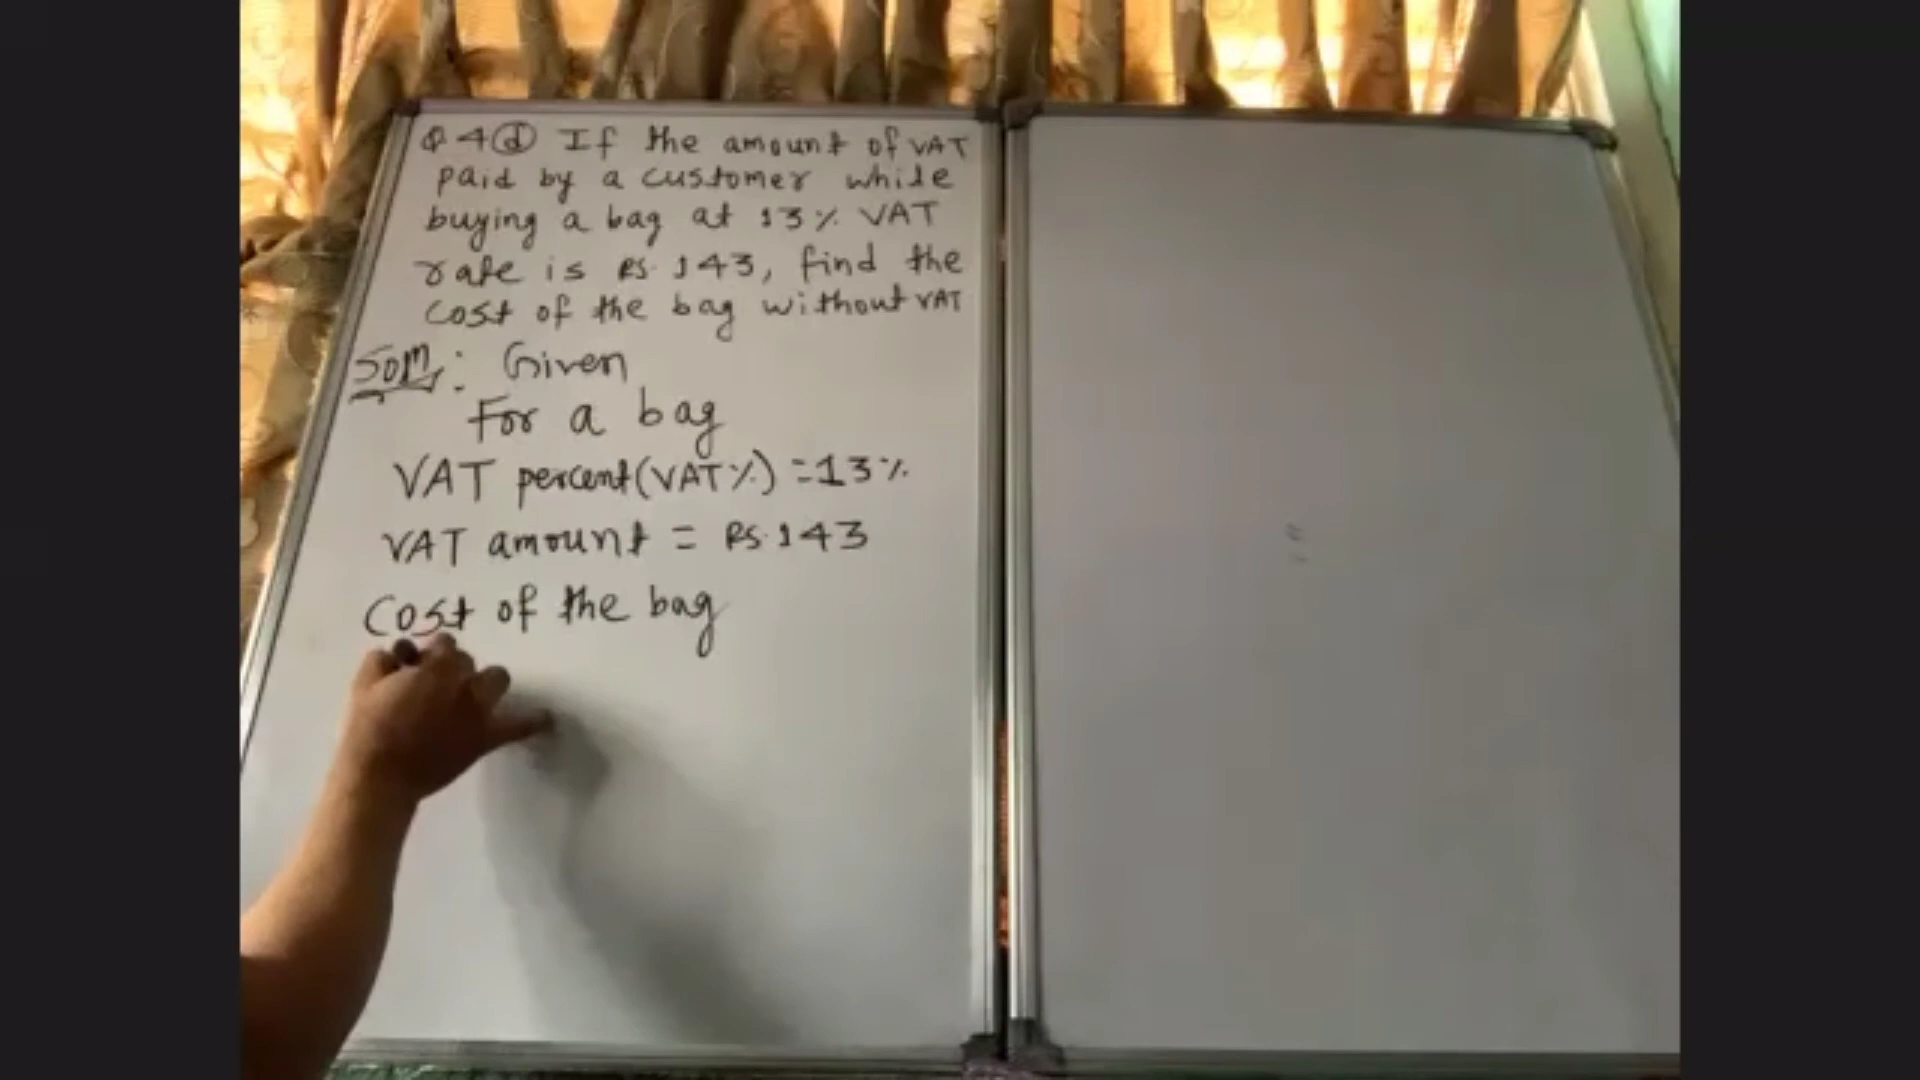 Q 4 (d) If the amount of VAT
paid by a customer while
buying a bag at 13% VAT
rate is RS. 143, find the
cost of the bag without VAT
Soln: Given
For a bag
VAT percent (VAT%) = 13%
VAT amount = RS. 143
Cost of the bag